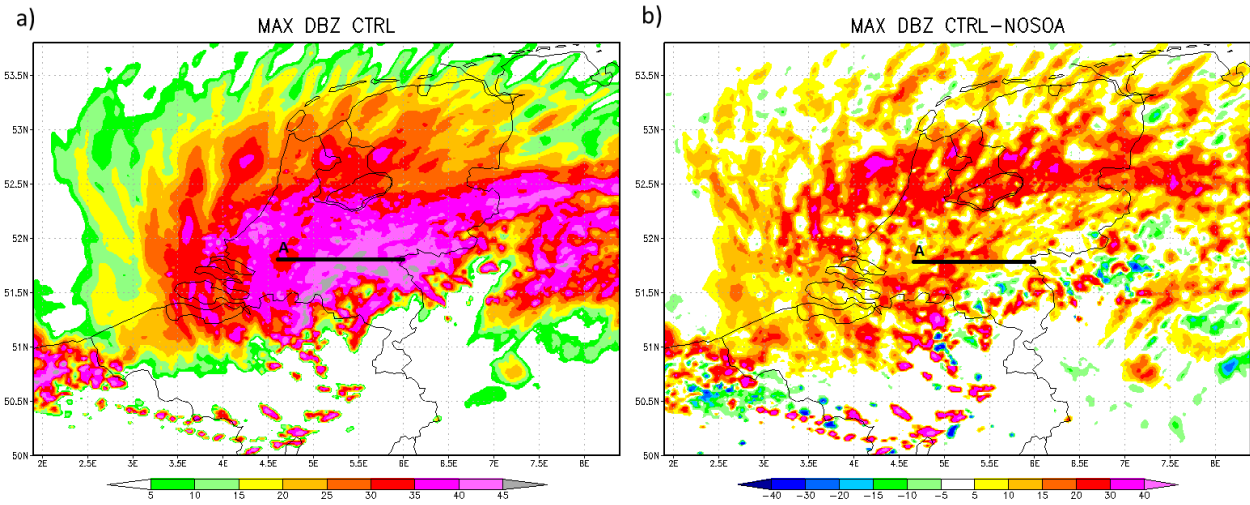 a)
MAX DBZ CTRL
53.5N
53N
52.5N
52N
51.5N
51N
50.5N
50N
A
2E 2.5E 3E 3.5E 4E 4.5E 5E 5.5E 6E 6.5E 7E 7.5E 8E
5 10 15 20 25 30 35 40 45
b)
MAX DBZ CTRL-NOSOA
53.5N
53N
52.5N
52N
51.5N
51N
50.5N
50N
A
2E 2.5E 3E 3.5E 4E 4.5E 5E 5.5E 6E 6.5E 7E 7.5E 8E
-40 -20 -15 -10 -5 5 10 15 20 30 40